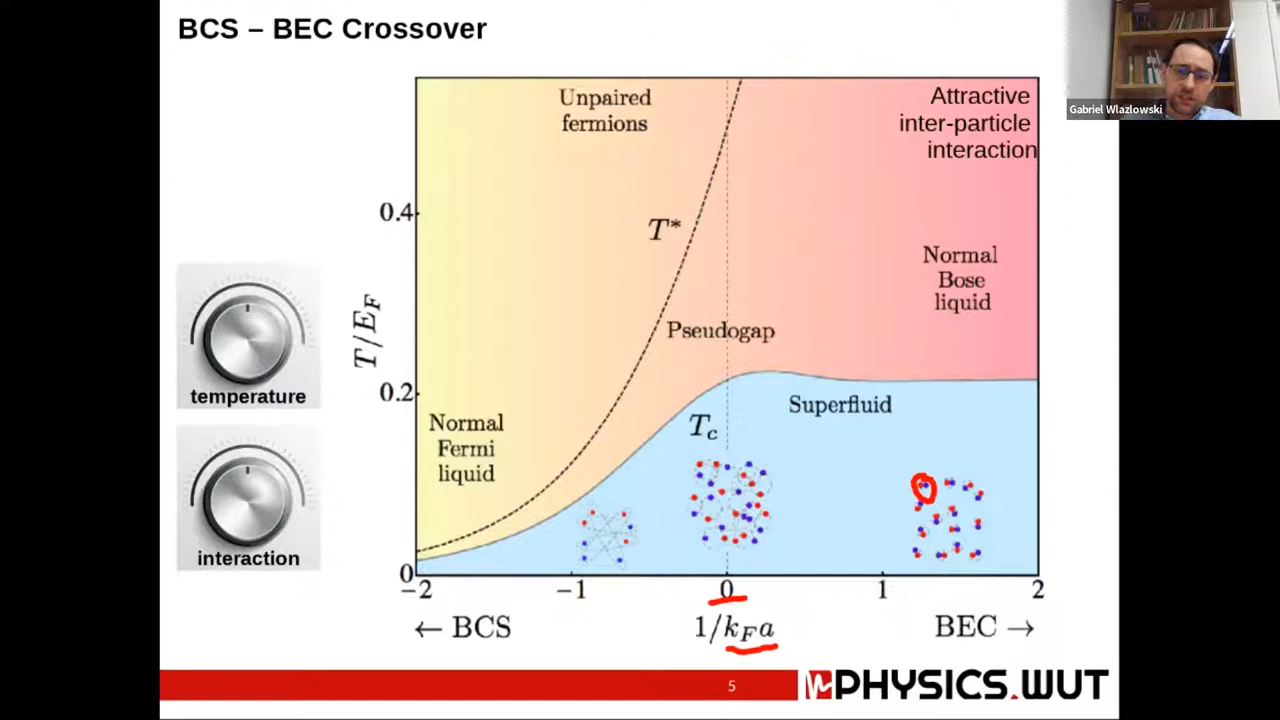 BCS – BEC Crossover
Gabriel Wlazlowski
Unpaired
fermions
Attractive
inter-particle
interaction
0.4
T*
Normal
Bose
liquid
T/E_F
Pseudogap
temperature
0.2
Superfluid
T_c
Normal
Fermi
liquid
interaction
0
−2
−1
0
1
2
← BCS
1/k_F a
BEC →
5
PHYSICS.WUT